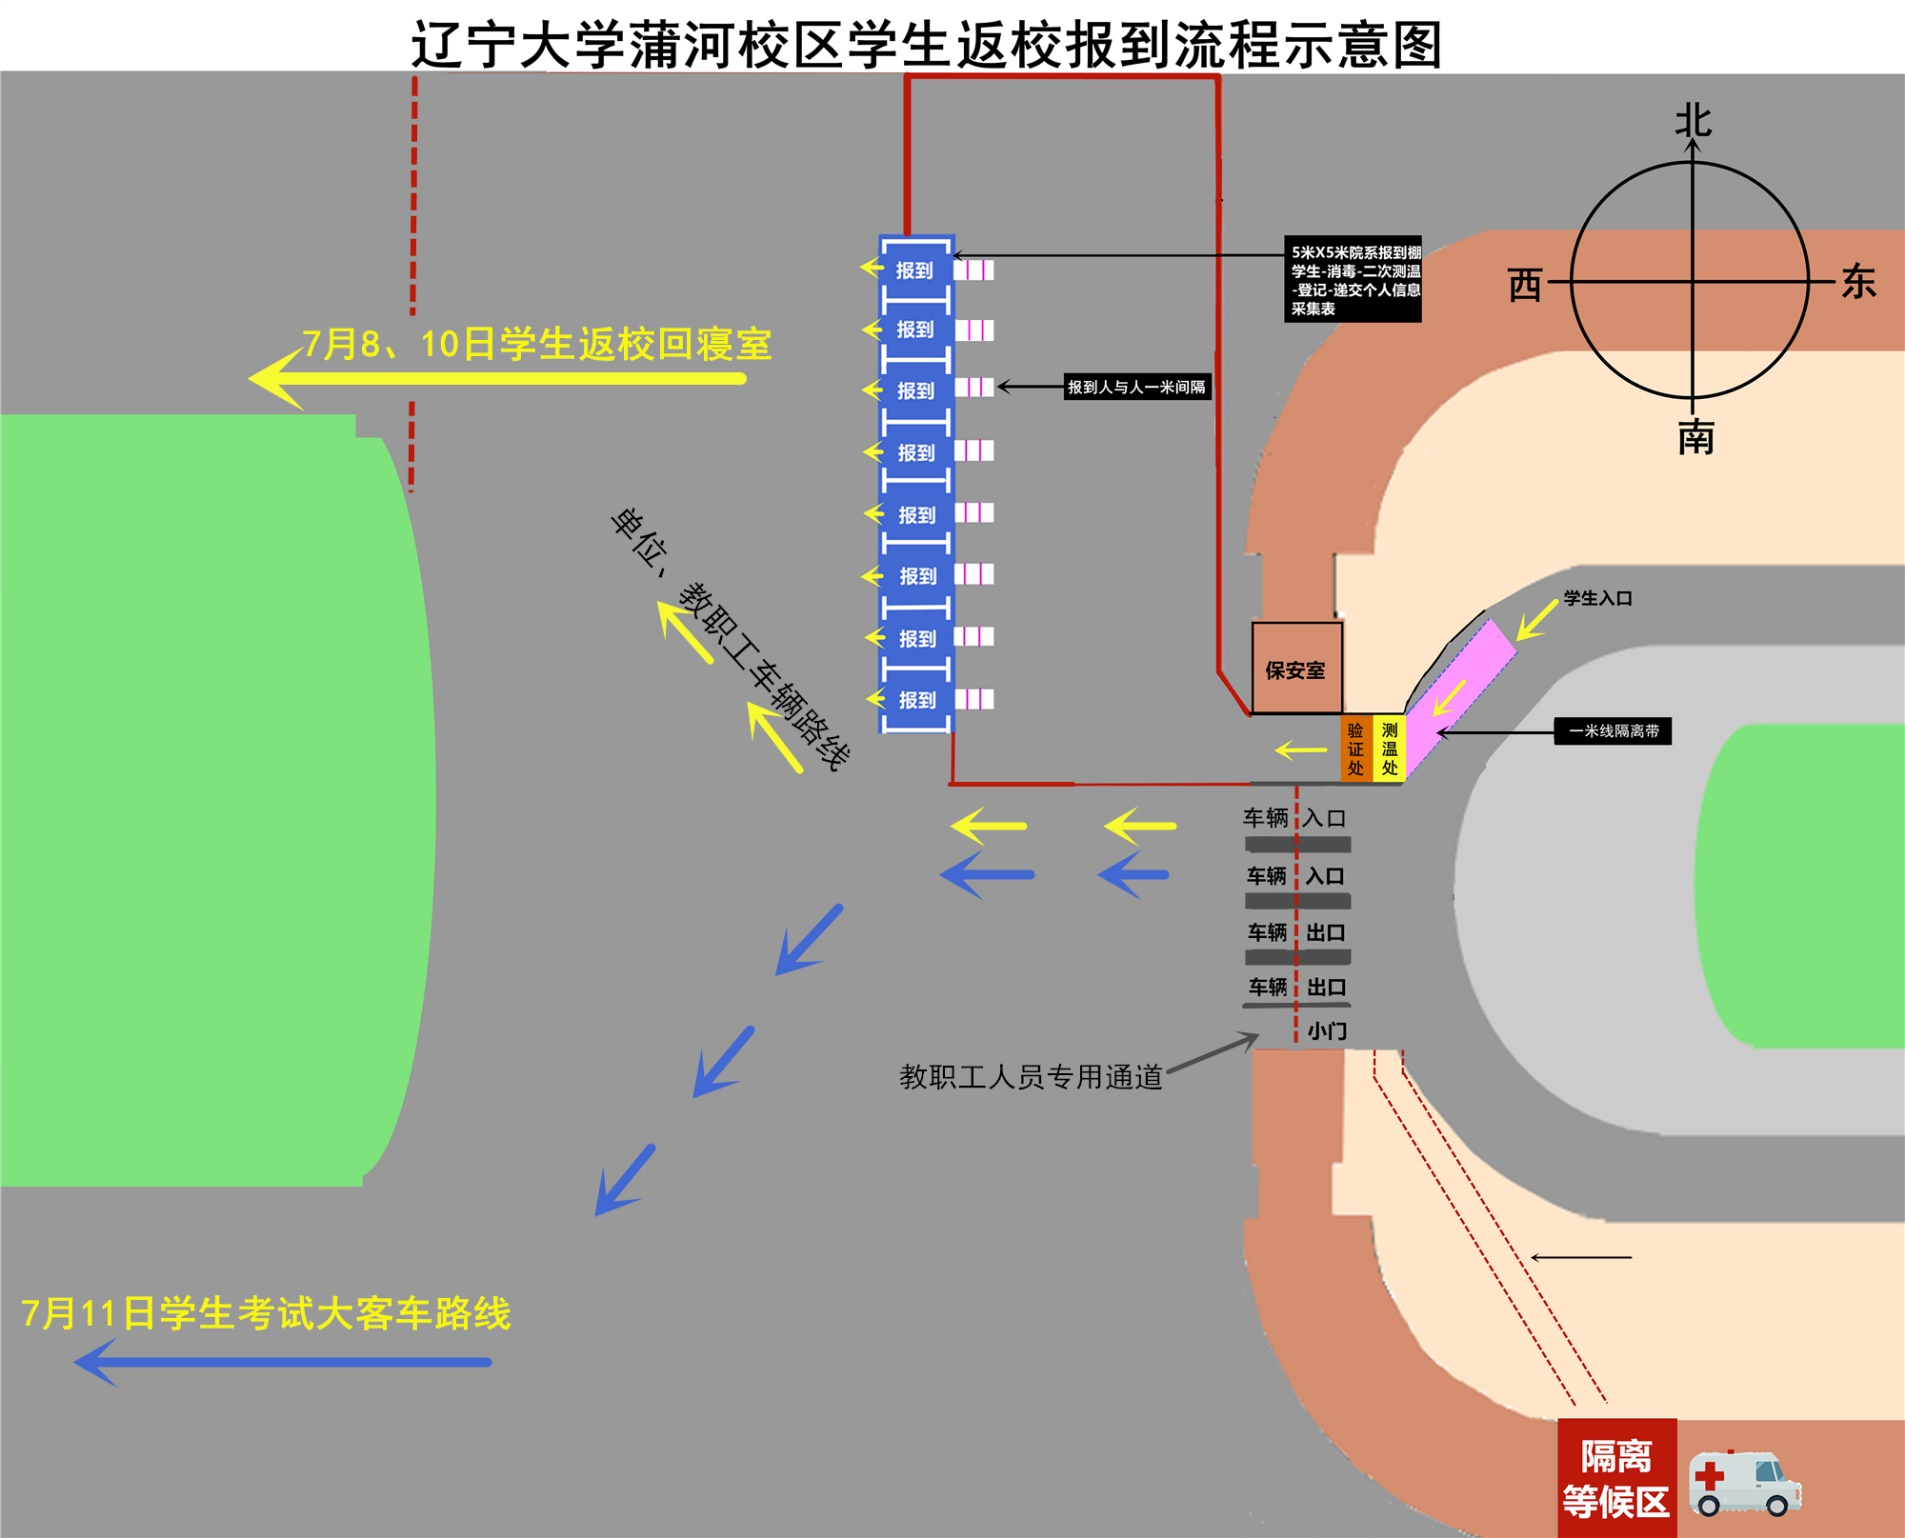 辽宁大学蒲河校区学生返校报到流程示意图
北
西
东
南
5米X5米院系报到棚
学生-消毒-二次测温
-登记-递交个人信息
采集表
报到
报到
报到
报到
报到
报到
报到
报到
7月8、10日学生返校回寝室
报到人与人一米间隔
单位、教职工车辆路线
学生入口
保安室
验证处
测温处
一米线隔离带
车辆 入口
车辆 入口
车辆 出口
车辆 出口
小门
教职工人员专用通道
7月11日学生考试大客车路线
隔离
等候区